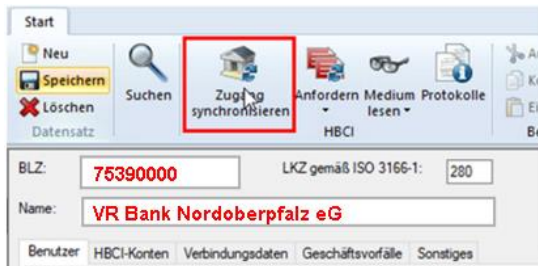 Start
Neu
Speichern
Löschen
Datensatz
Suchen
Zugang
synchronisieren
Anfordern
Medium
lesen
Protokolle
HBCI
BLZ: 75390000
LKZ gemäß ISO 3166-1: 280
Name: VR Bank Nordoberpfalz eG
Benutzer HBCI-Konten Verbindungsdaten Geschäftsvorfälle Sonstiges